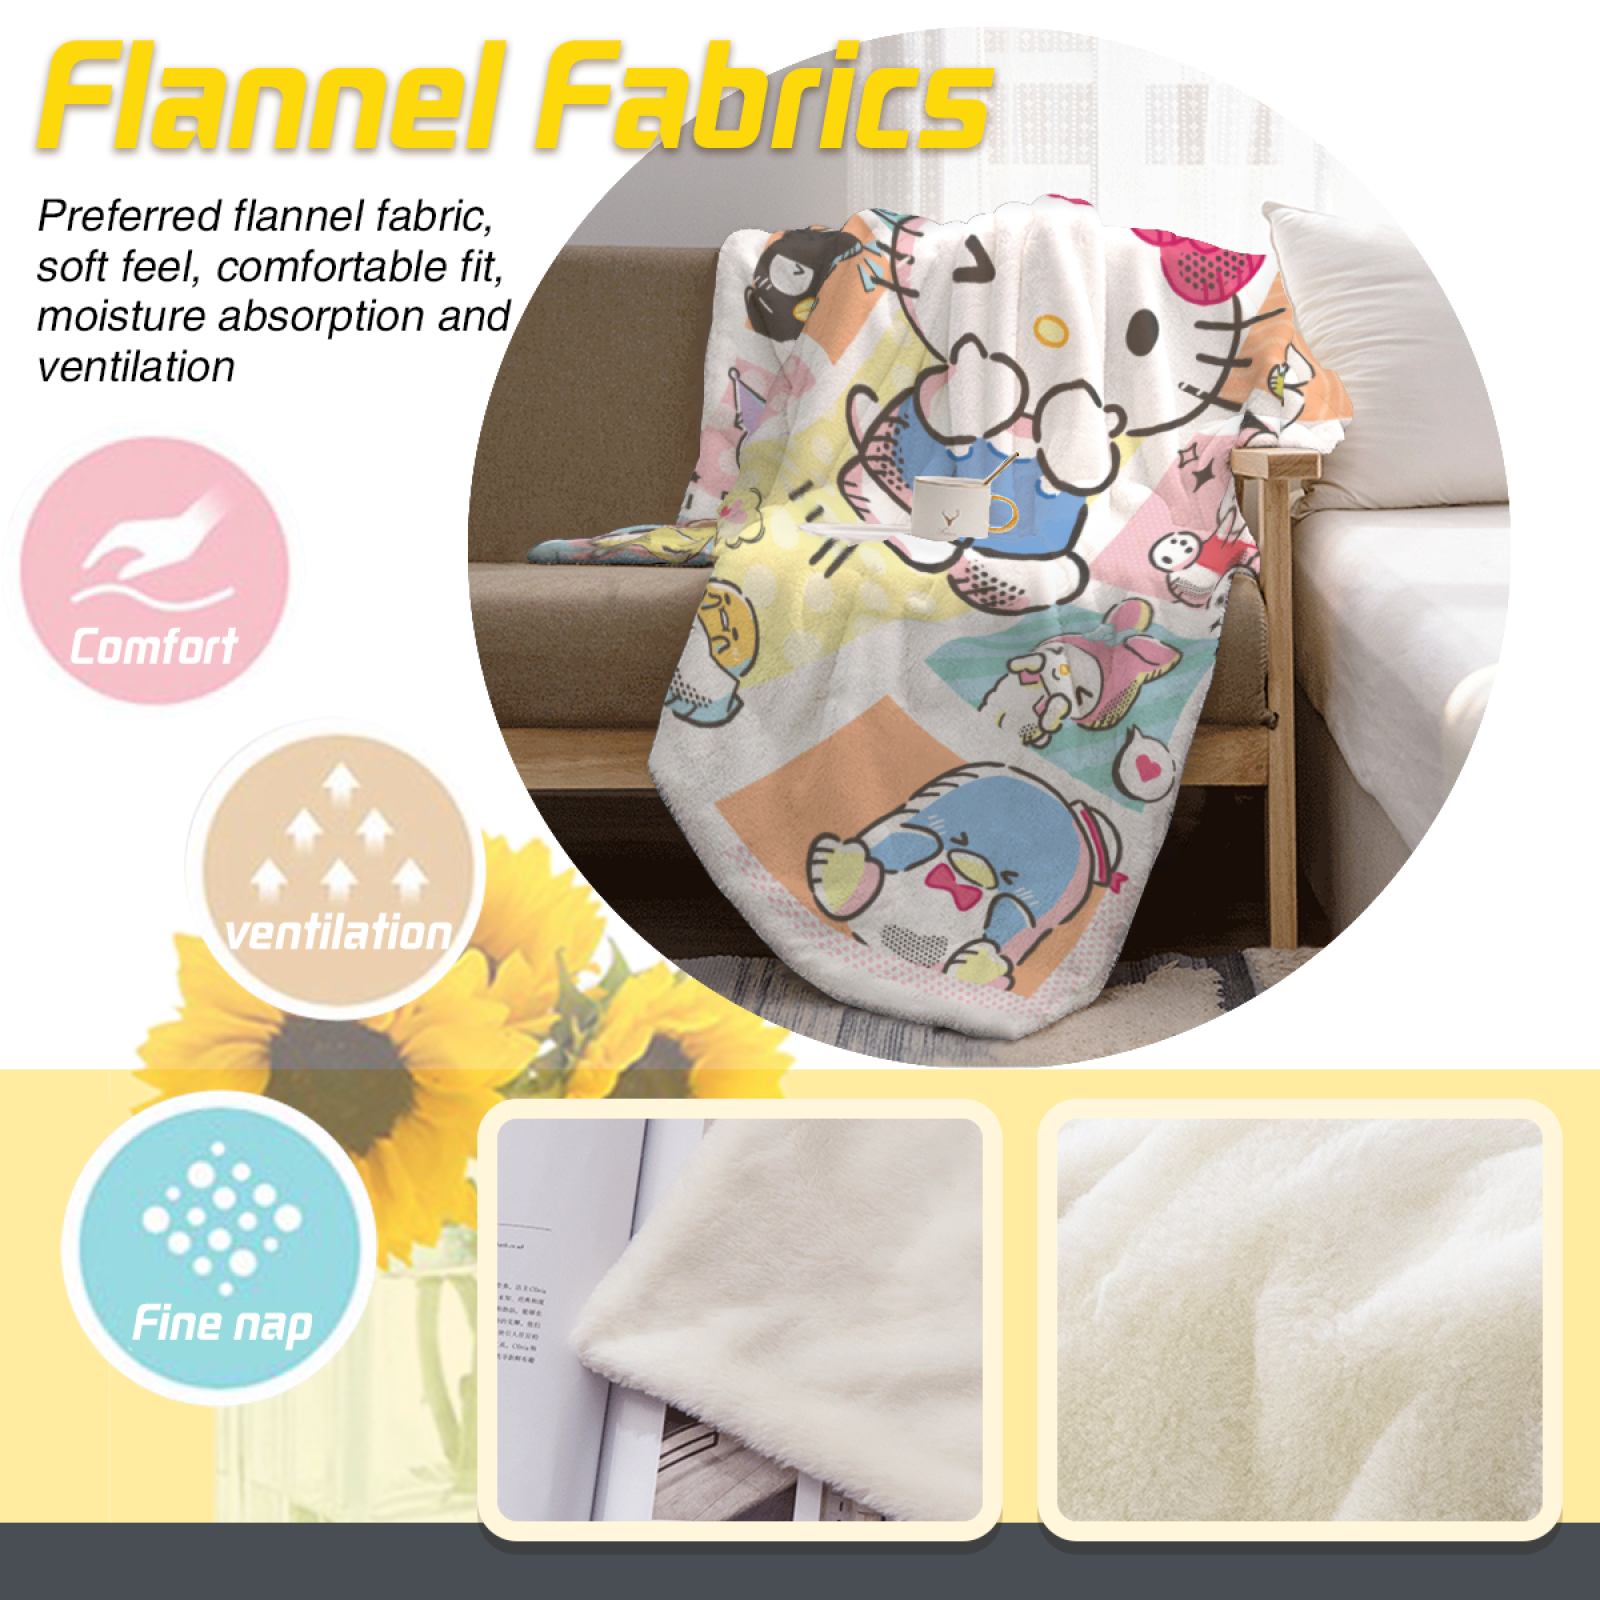 Flannel Fabrics
Preferred flannel fabric,
soft feel, comfortable fit,
moisture absorption and
ventilation
Comfort
ventilation
Fine nap